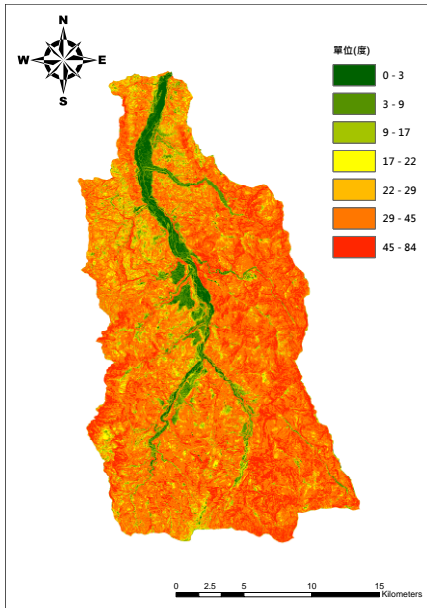 N
W E
S
單位(度)
0 - 3
3 - 9
9 - 17
17 - 22
22 - 29
29 - 45
45 - 84
0 2.5 5 10 15
Kilometers